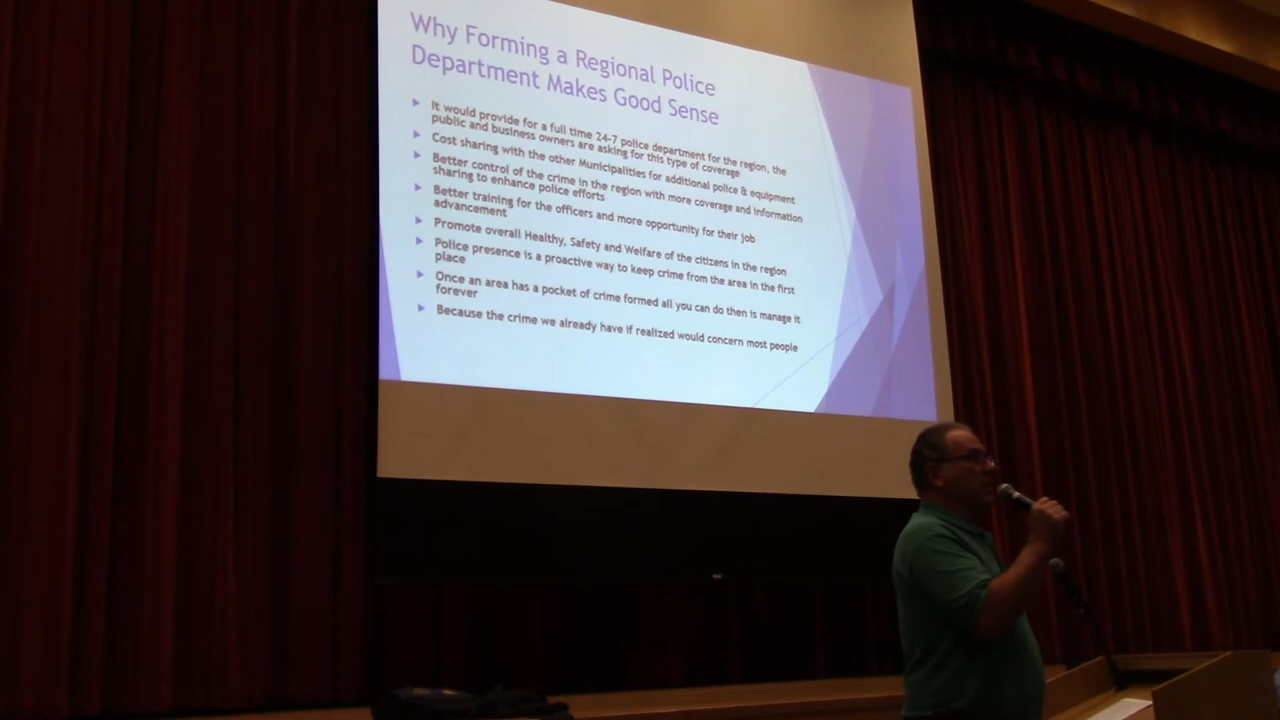 Why Forming a Regional Police
Department Makes Good Sense
It would provide for a full time 24-7 police department for the region, the
public and business owners are asking for this type of coverage
Cost sharing with the other Municipalities for additional police & equipment
Better control of the crime in the region with more coverage and information
sharing to enhance police efforts
Better training for the officers and more opportunity for their job
advancement
Promote overall Healthy, Safety and Welfare of the citizens in the region
Police presence is a proactive way to keep crime from the area in the first
place
Once an area has a pocket of crime formed all you can do then is manage it
forever
Because the crime we already have if realized would concern most people